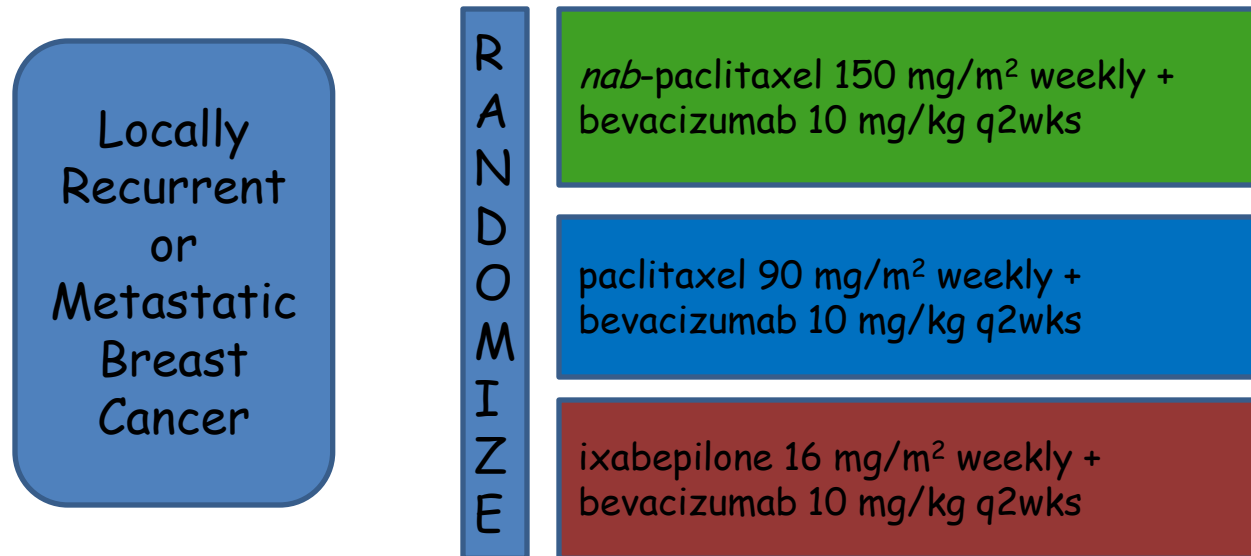 Locally
Recurrent
or
Metastatic
Breast
Cancer
R
A
N
D
O
M
I
Z
E
nab-paclitaxel 150 mg/m² weekly +
bevacizumab 10 mg/kg q2wks
paclitaxel 90 mg/m² weekly +
bevacizumab 10 mg/kg q2wks
ixabepilone 16 mg/m² weekly +
bevacizumab 10 mg/kg q2wks